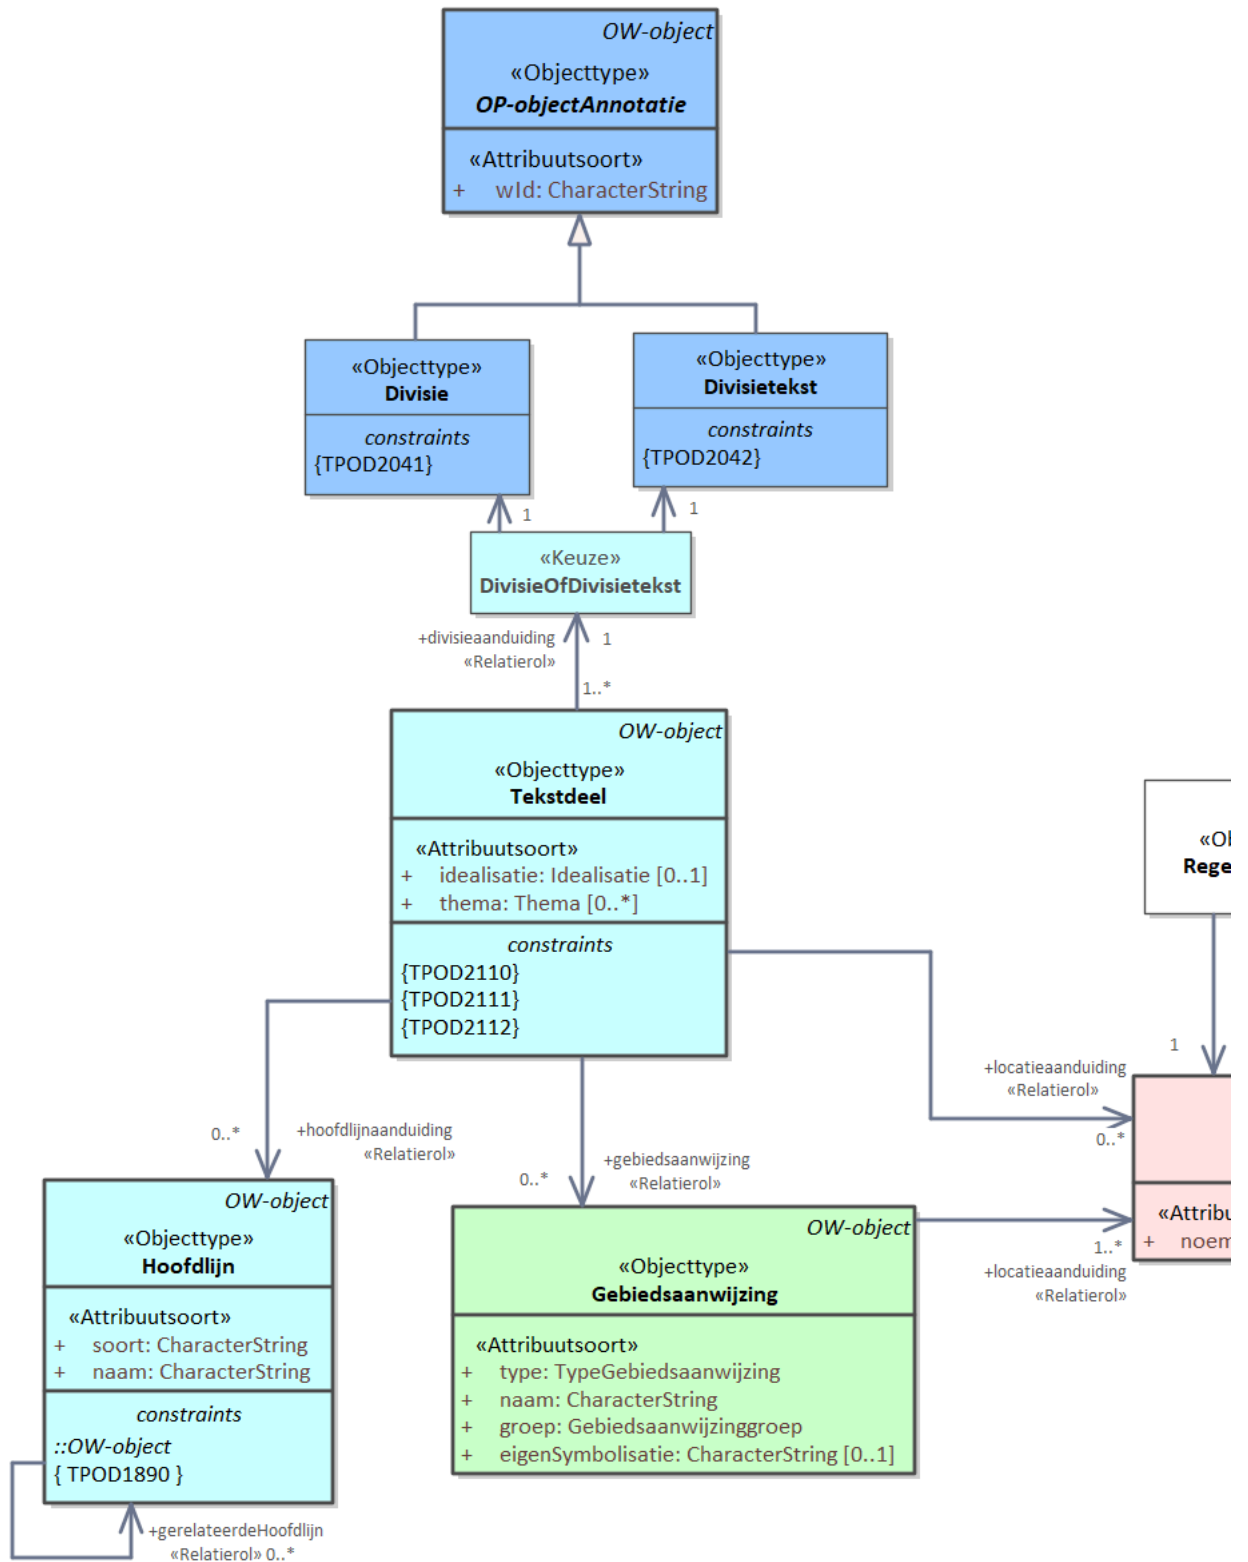 OW-object
«Objecttype»
OP-objectAnnotatie
«Attribuutsoort»
+ wId: CharacterString
«Objecttype»
Divisie
constraints
{TPOD2041}
«Objecttype»
Divisietekst
constraints
{TPOD2042}
1
1
«Keuze»
DivisieOfDivisietekst
+divisieaanduiding
«Relatierol»
1
1..*
OW-object
«Objecttype»
Tekstdeel
«Attribuutsoort»
+ idealisatie: Idealisatie [0..1]
+ thema: Thema [0..*]
constraints
{TPOD2110}
{TPOD2111}
{TPOD2112}
«Ol
Rege
1
+locatieaanduiding
«Relatierol»
0..*
0..*
+hoofdlijnaanduiding
«Relatierol»
0..*
+gebiedsaanwijzing
«Relatierol»
«Attribu
+ noem
1..*
+locatieaanduiding
«Relatierol»
OW-object
«Objecttype»
Hoofdlijn
«Attribuutsoort»
+ soort: CharacterString
+ naam: CharacterString
constraints
::OW-object
{ TPOD1890 }
+gerelateerdeHoofdlijn
«Relatierol» 0..*
OW-object
«Objecttype»
Gebiedsaanwijzing
«Attribuutsoort»
+ type: TypeGebiedsaanwijzing
+ naam: CharacterString
+ groep: Gebiedsaanwijzinggroep
+ eigenSymbolisatie: CharacterString [0..1]